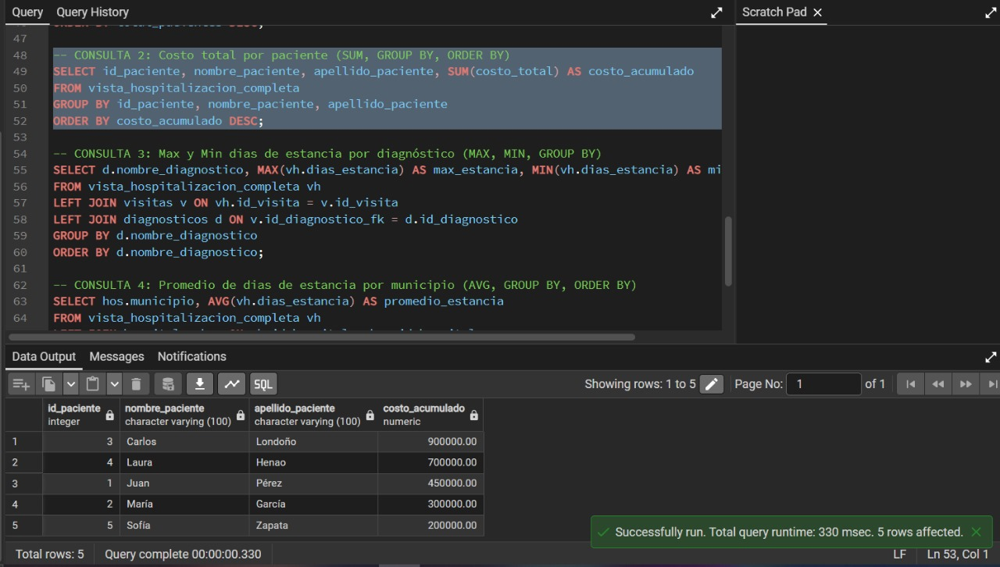 Query Query History
Scratch Pad
47
48 -- CONSULTA 2: Costo total por paciente (SUM, GROUP BY, ORDER BY)
49 SELECT id_paciente, nombre_paciente, apellido_paciente, SUM(costo_total) AS costo_acumulado
50 FROM vista_hospitalizacion_completa
51 GROUP BY id_paciente, nombre_paciente, apellido_paciente
52 ORDER BY costo_acumulado DESC;
53
54 -- CONSULTA 3: Max y Min dias de estancia por diagnóstico (MAX, MIN, GROUP BY)
55 SELECT d.nombre_diagnostico, MAX(vh.dias_estancia) AS max_estancia, MIN(vh.dias_estancia) AS mi
56 FROM vista_hospitalizacion_completa vh
57 LEFT JOIN visitas v ON vh.id_visita = v.id_visita
58 LEFT JOIN diagnosticos d ON v.id_diagnostico_fk = d.id_diagnostico
59 GROUP BY d.nombre_diagnostico
60 ORDER BY d.nombre_diagnostico;
61
62 -- CONSULTA 4: Promedio de dias de estancia por municipio (AVG, GROUP BY, ORDER BY)
63 SELECT hos.municipio, AVG(vh.dias_estancia) AS promedio_estancia
64 FROM vista_hospitalizacion_completa vh
Data Output Messages Notifications
SQL
Showing rows: 1 to 5 Page No: 1 of 1
id_paciente nombre_paciente apellido_paciente costo_acumulado
integer character varying (100) character varying (100) numeric
1 3 Carlos Londoño 900000.00
2 4 Laura Henao 700000.00
3 1 Juan Pérez 450000.00
4 2 María García 300000.00
5 5 Sofía Zapata 200000.00
Successfully run. Total query runtime: 330 msec. 5 rows affected.
Total rows: 5 Query complete 00:00:00.330 LF Ln 53, Col 1